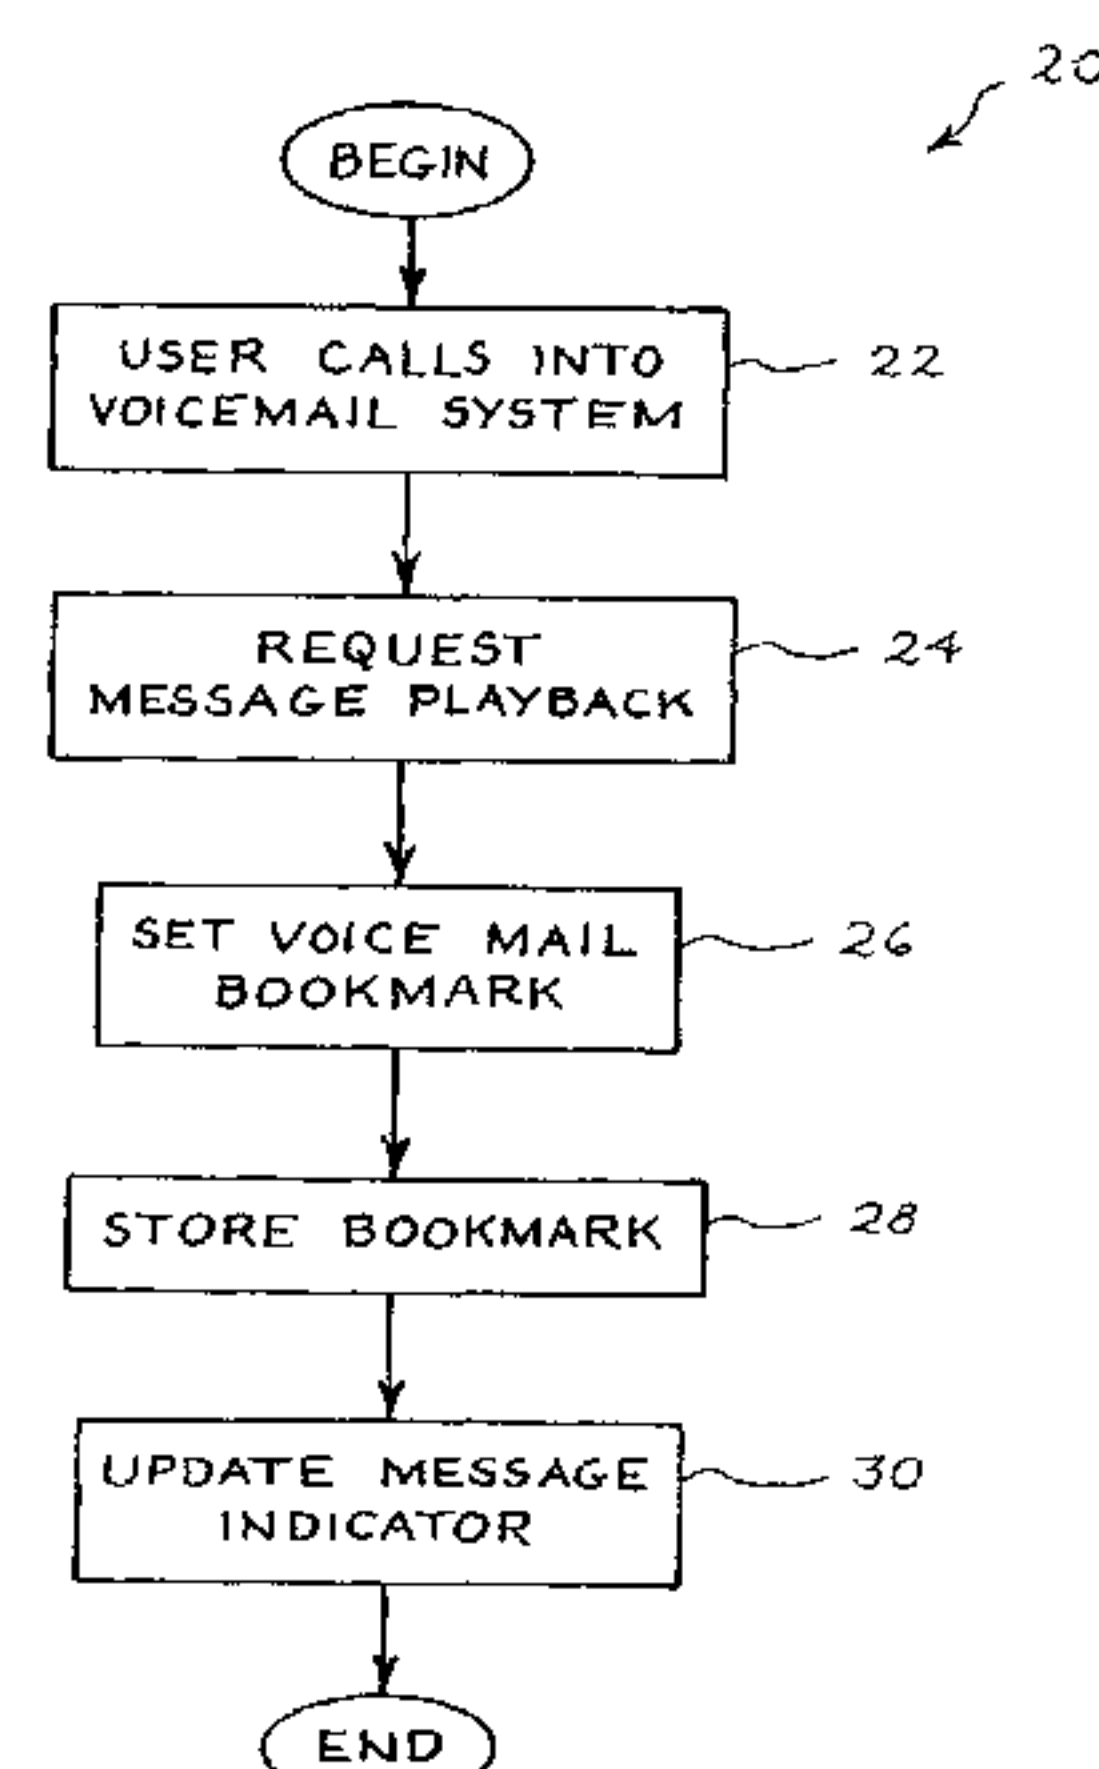 20
BEGIN
USER CALLS INTO
VOICEMAIL SYSTEM
22
REQUEST
MESSAGE PLAYBACK
24
SET VOICE MAIL
BOOKMARK
26
STORE BOOKMARK
28
UPDATE MESSAGE
INDICATOR
30
END